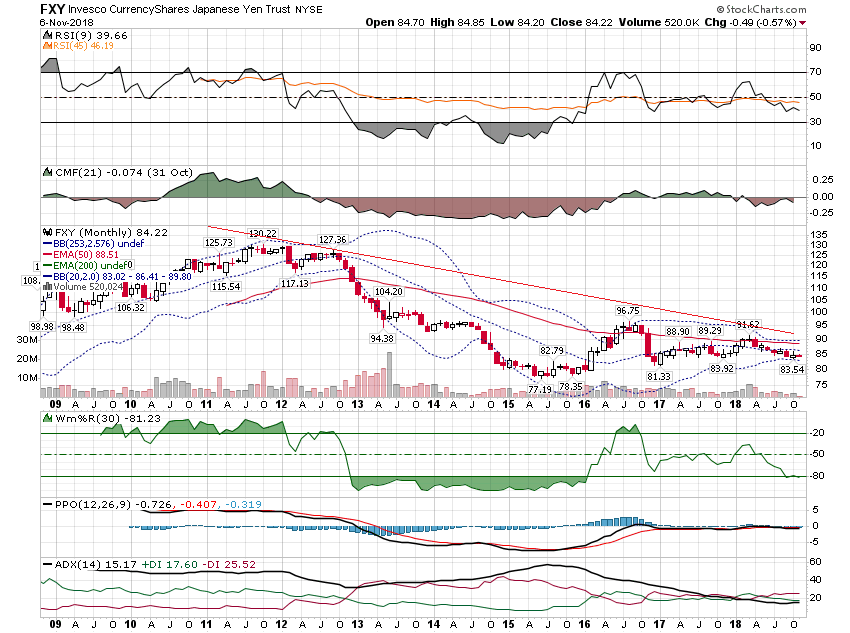 FXY Invesco CurrencyShares Japanese Yen Trust NYSE
© StockCharts.com
6-Nov-2018
Open 84.70 High 84.85 Low 84.20 Close 84.22 Volume 520.0K Chg -0.49 (-0.57%)
RSI(9) 39.66
RSI(45) 46.19
90
70
50
30
10
CMF(21) -0.074 (31 Oct)
0.25
0.00
-0.25
FXY (Monthly) 84.22
BB(253,2.576) undef
EMA(50) 88.51
EMA(200) undef
BB(20,2.0) 83.02 - 86.41 - 89.80
Volume 520,024
130.22
125.73
127.36
115.54
117.13
106.32
104.20
98.98
98.48
94.38
96.75
88.90
89.29
91.62
82.79
77.19
78.35
81.33
83.92
83.54
135
130
125
120
115
110
105
100
95
90
85
80
75
30M
20M
10M
09 A J O 10 A J O 11 A J O 12 A J O 13 A J O 14 A J O 15 A J O 16 A J O 17 A J O 18 A J O
Wm%R(30) -81.23
-20
-50
-80
PPO(12,26,9) -0.726, -0.407, -0.319
5
0
-5
ADX(14) 15.17 +DI 17.60 -DI 25.52
60
40
20
09 A J O 10 A J O 11 A J O 12 A J O 13 A J O 14 A J O 15 A J O 16 A J O 17 A J O 18 A J O